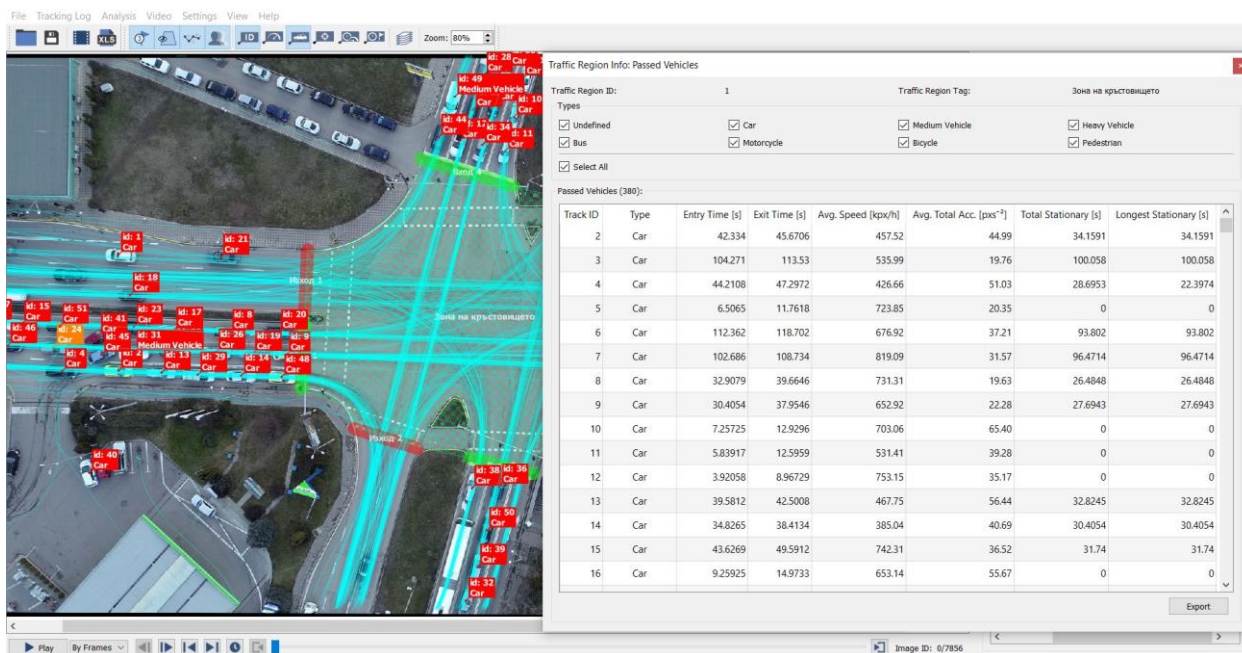 File Tracking Log Analysis Video Settings View Help
XLS ID Zoom: 80%
Traffic Region Info: Passed Vehicles
Traffic Region ID: 1 Traffic Region Tag: Зона на кръстовището
Types
Undefined Car Medium Vehicle Heavy Vehicle
Bus Motorcycle Bicycle Pedestrian
Select All
Passed Vehicles (380):
Track ID Type Entry Time [s] Exit Time [s] Avg. Speed [kpx/h] Avg. Total Acc. [pxs⁻²] Total Stationary [s] Longest Stationary [s]
2 Car 42.334 45.6706 457.52 44.99 34.1591 34.1591
3 Car 104.271 113.53 535.99 19.76 100.058 100.058
4 Car 44.2108 47.2972 426.66 51.03 28.6953 22.3974
5 Car 6.5065 11.7618 723.85 20.35 0 0
6 Car 112.362 118.702 676.92 37.21 93.802 93.802
7 Car 102.686 108.734 819.09 31.57 96.4714 96.4714
8 Car 32.9079 39.6646 731.31 19.63 26.4848 26.4848
9 Car 30.4054 37.9546 652.92 22.28 27.6943 27.6943
10 Car 7.25725 12.9296 703.06 65.40 0 0
11 Car 5.83917 12.5959 531.41 39.28 0 0
12 Car 3.92058 8.96729 753.15 35.17 0 0
13 Car 39.5812 42.5008 467.75 56.44 32.8245 32.8245
14 Car 34.8265 38.4134 385.04 40.69 30.4054 30.4054
15 Car 43.6269 49.5912 742.31 36.52 31.74 31.74
16 Car 9.25925 14.9733 653.14 55.67 0 0
Export
id: 28
Car
id: 49
Medium Vehicle
id: 10
Car
id: 44
Car
id: 34
Car
id: 11
Вход 4
id: 1
Car
id: 21
Car
id: 18
Car
Изход 1
Зона на кръстовището
id: 15
Car
id: 51
Car
id: 41
Car
id: 23
Car
id: 17
Car
id: 8
Car
id: 20
Car
id: 46
Car
id: 24
Car
id: 45
Car
id: 31
Medium Vehicle
id: 26
Car
id: 19
Car
id: 9
Car
id: 4
Car
id: 13
Car
id: 29
Car
id: 14
Car
id: 48
Car
Изход 2
id: 40
Car
id: 38
Car
id: 36
Car
id: 50
Car
id: 39
Car
id: 32
Car
Play By Frames Image ID: 0/7856